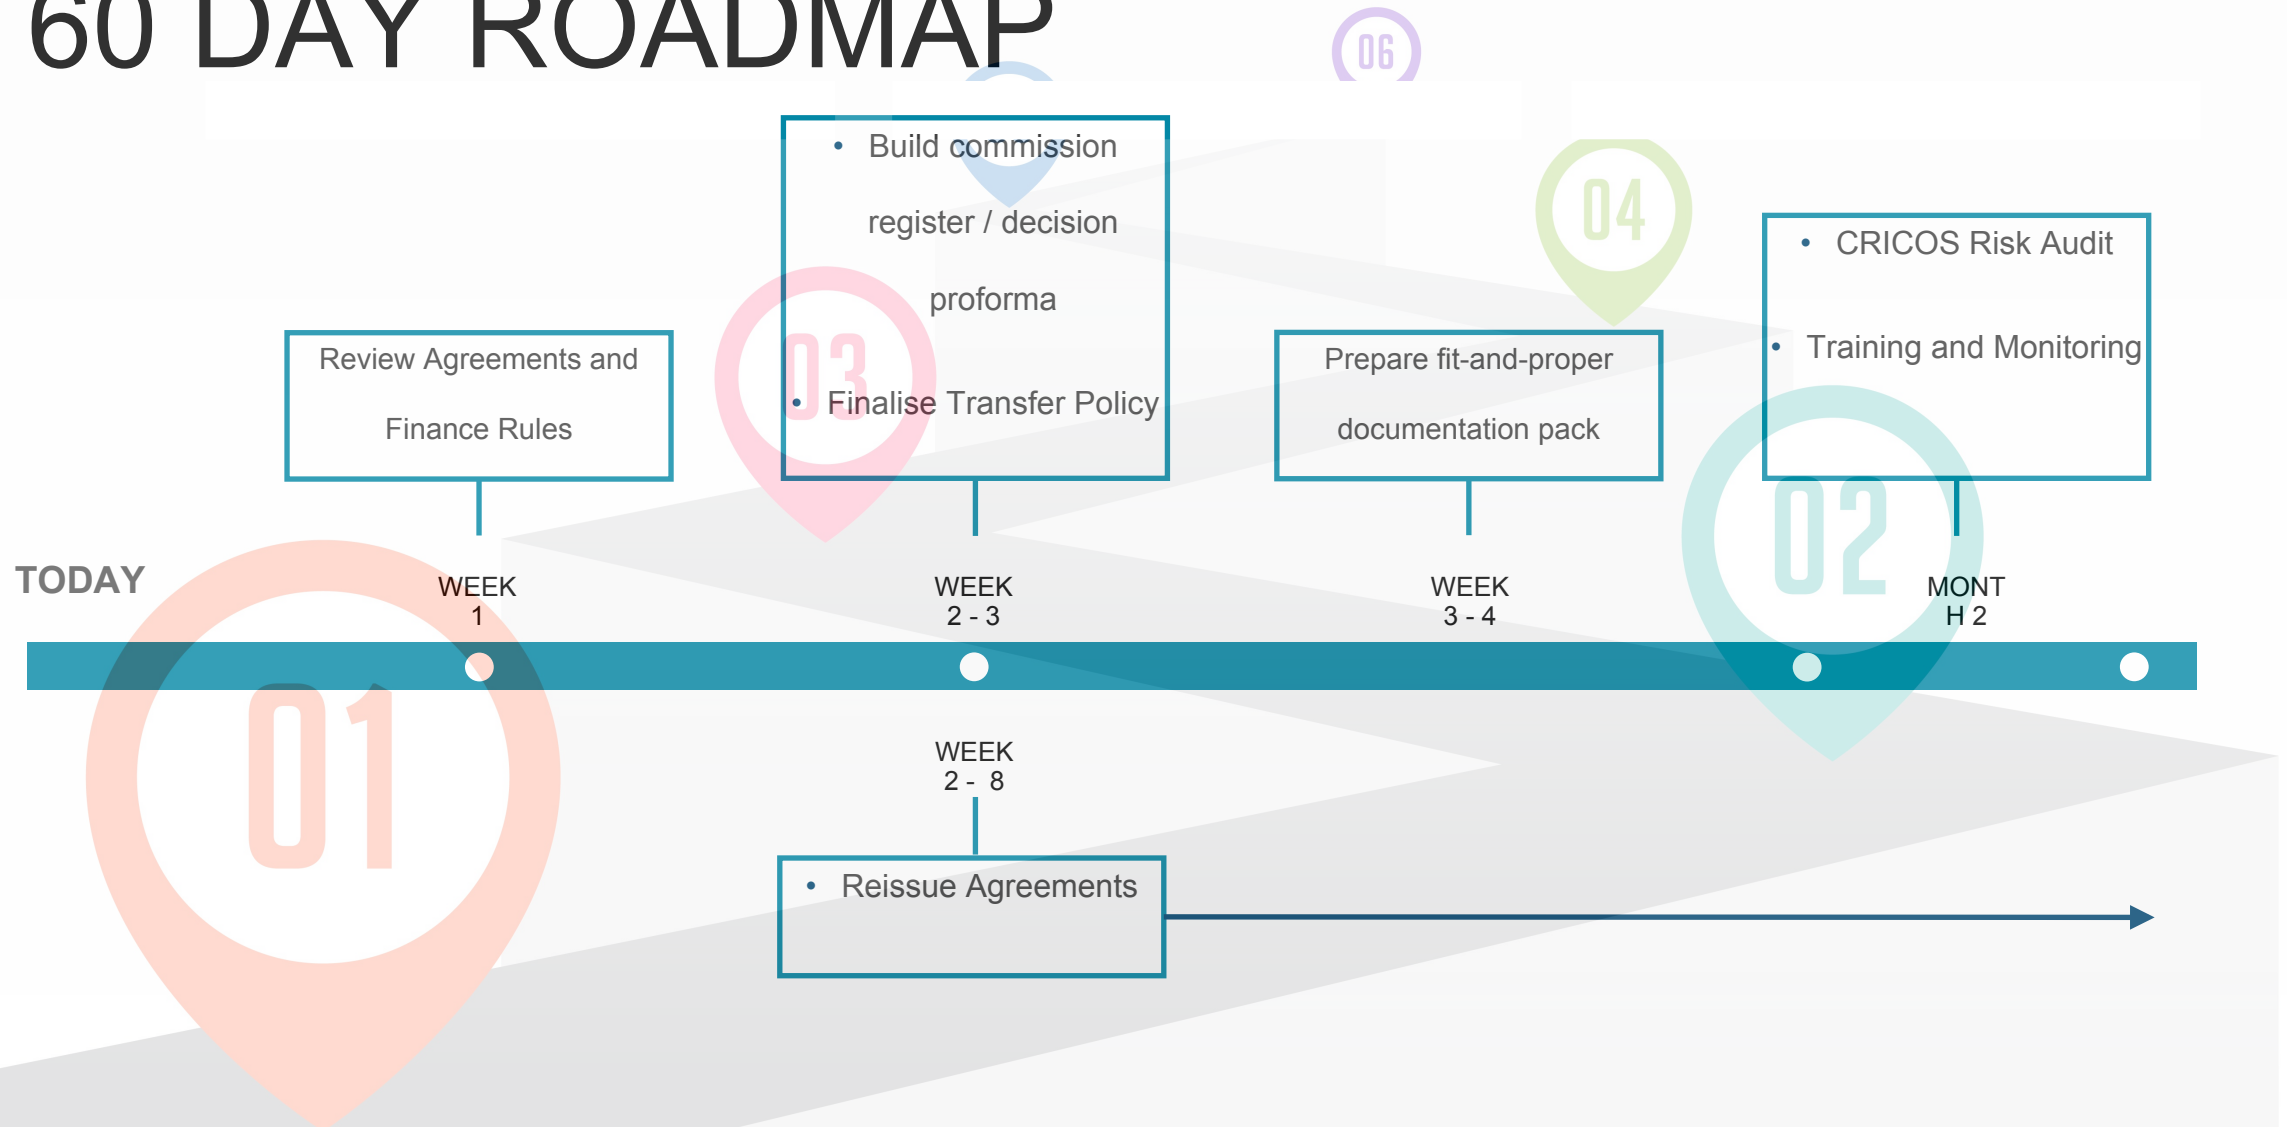 60 DAY ROADMAP
06
• Build commission
register / decision
proforma
• Finalise Transfer Policy
04
• CRICOS Risk Audit
• Training and Monitoring
03
Review Agreements and
Finance Rules
Prepare fit-and-proper
documentation pack
02
TODAY
WEEK
1
WEEK
2 - 3
WEEK
3 - 4
MONT
H 2
01
WEEK
2 - 8
• Reissue Agreements